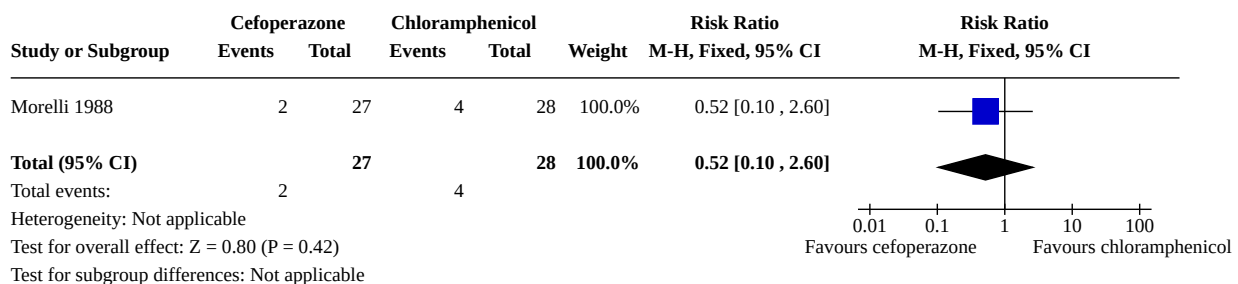 Cefoperazone Chloramphenicol Risk Ratio Risk Ratio
Study or Subgroup Events Total Events Total Weight M-H, Fixed, 95% CI M-H, Fixed, 95% CI
Morelli 1988 2 27 4 28 100.0% 0.52 [0.10 , 2.60]
Total (95% CI) 27 28 100.0% 0.52 [0.10 , 2.60]
Total events: 2 4
Heterogeneity: Not applicable
0.01 0.1 1 10 100
Test for overall effect: Z = 0.80 (P = 0.42) Favours cefoperazone Favours chloramphenicol
Test for subgroup differences: Not applicable